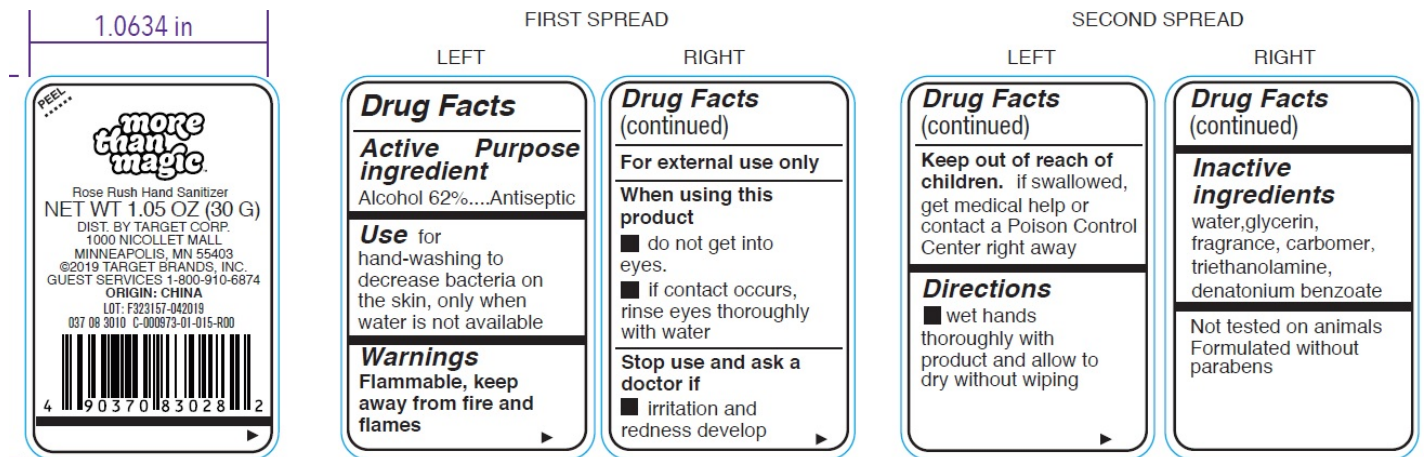 1.0634 in
PEEL
more
than
magic
Rose Rush Hand Sanitizer
NET WT 1.05 OZ (30 G)
DIST. BY TARGET CORP.
1000 NICOLLET MALL
MINNEAPOLIS, MN 55403
©2019 TARGET BRANDS, INC.
GUEST SERVICES 1-800-910-6874
ORIGIN: CHINA
LOT: F323157-042019
037 08 3010 C-000973-01-015-R00
4 90370 83028 2
FIRST SPREAD
LEFT
Drug Facts
Active Purpose
ingredient
Alcohol 62%....Antiseptic
Use for
hand-washing to
decrease bacteria on
the skin, only when
water is not available
Warnings
Flammable, keep
away from fire and
flames
RIGHT
Drug Facts
(continued)
For external use only
When using this
product
■ do not get into
eyes.
■ if contact occurs,
rinse eyes thoroughly
with water
Stop use and ask a
doctor if
■ irritation and
redness develop
SECOND SPREAD
LEFT
Drug Facts
(continued)
Keep out of reach of
children. if swallowed,
get medical help or
contact a Poison Control
Center right away
Directions
■ wet hands
thoroughly with
product and allow to
dry without wiping
RIGHT
Drug Facts
(continued)
Inactive
ingredients
water,glycerin,
fragrance, carbomer,
triethanolamine,
denatonium benzoate
Not tested on animals
Formulated without
parabens